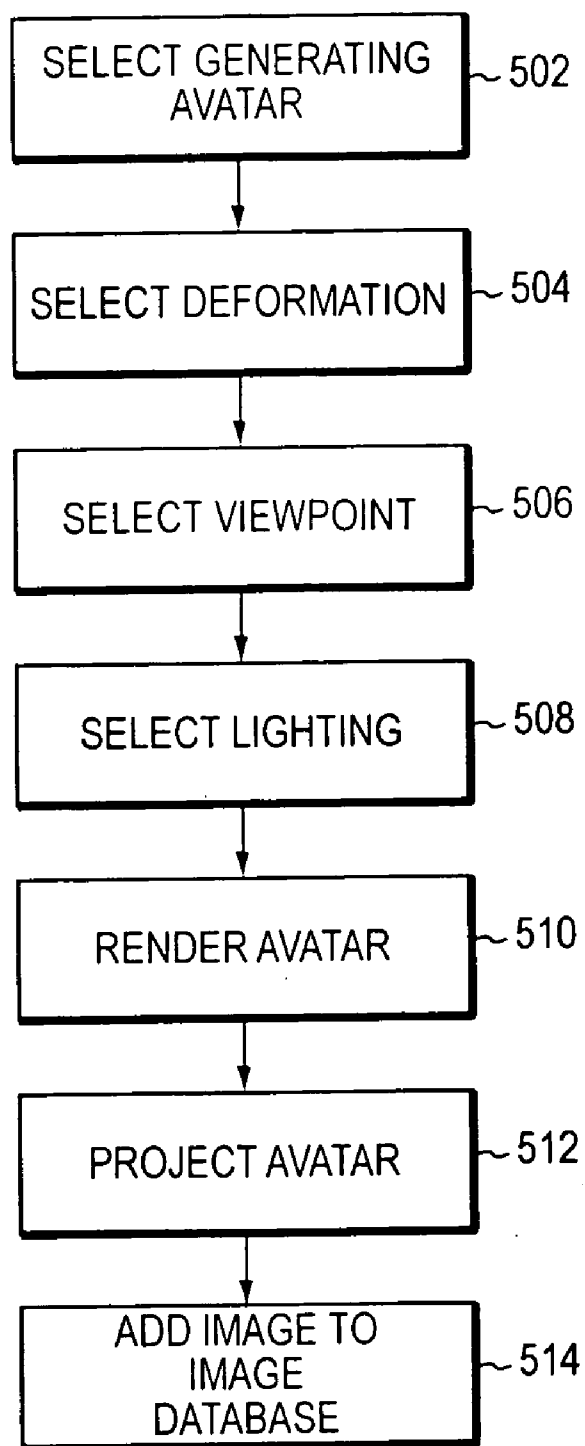 SELECT GENERATING
AVATAR
502
SELECT DEFORMATION
504
SELECT VIEWPOINT
506
SELECT LIGHTING
508
RENDER AVATAR
510
PROJECT AVATAR
512
ADD IMAGE TO
IMAGE
DATABASE
514